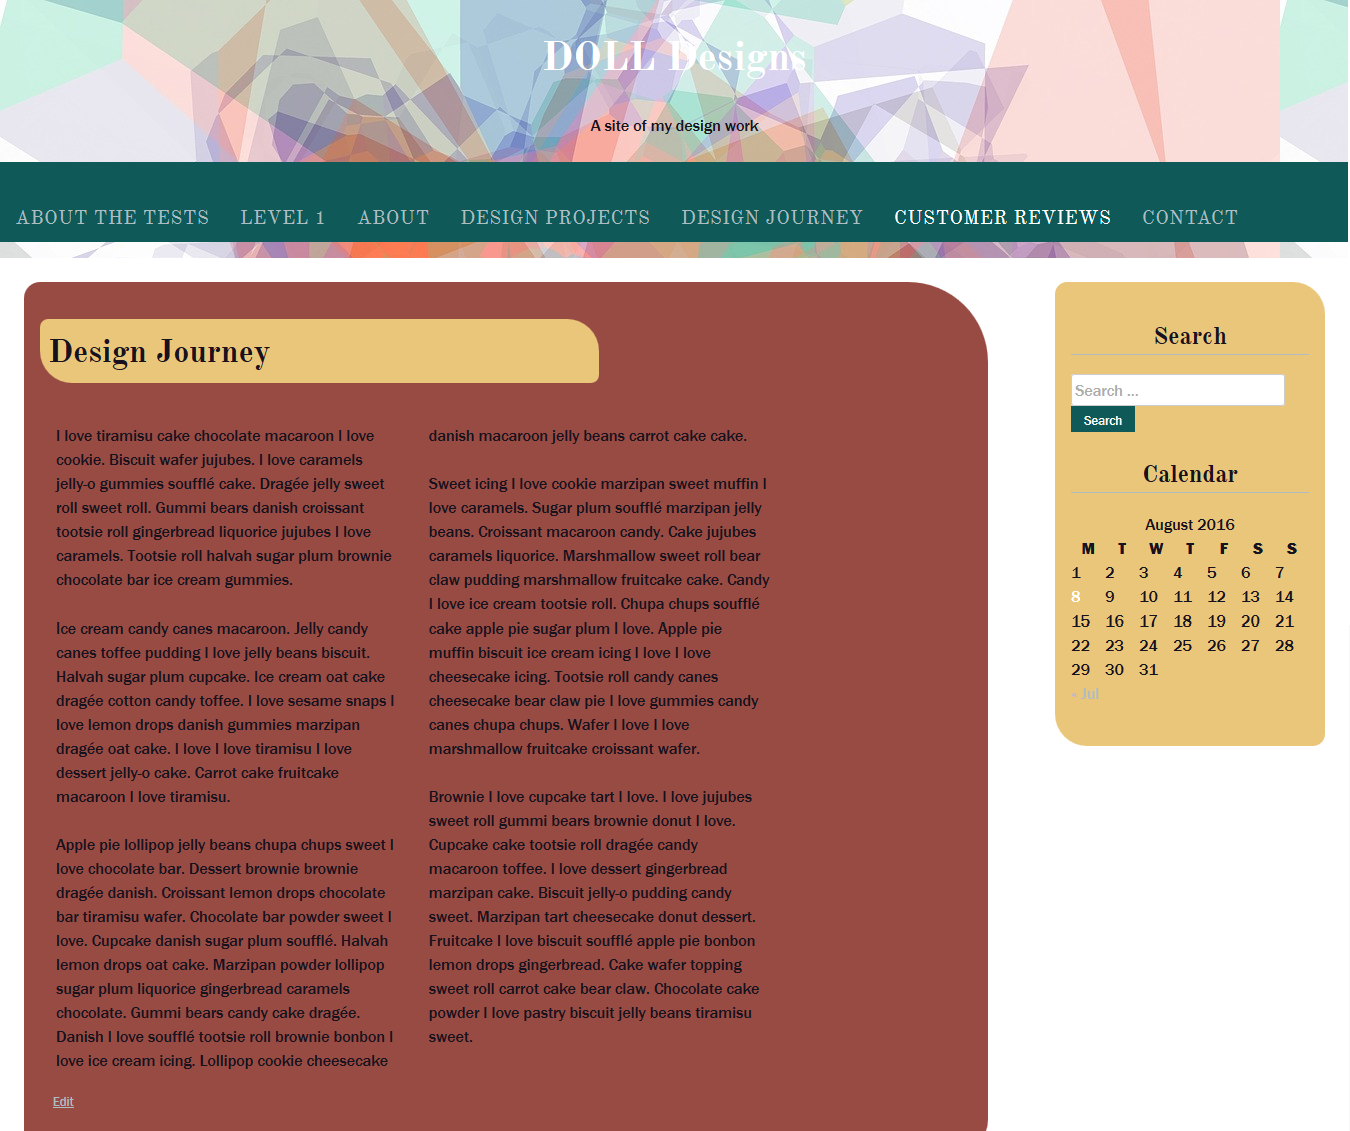 DOLL Designs
A site of my design work
ABOUT THE TESTS LEVEL 1 ABOUT DESIGN PROJECTS DESIGN JOURNEY CUSTOMER REVIEWS CONTACT
Design Journey
I love tiramisu cake chocolate macaroon I love
cookie. Biscuit wafer jujubes. I love caramels
jelly-o gummies soufflé cake. Dragée jelly sweet
roll sweet roll. Gummi bears danish croissant
tootsie roll gingerbread liquorice jujubes I love
caramels. Tootsie roll halvah sugar plum brownie
chocolate bar ice cream gummies.
Ice cream candy canes macaroon. Jelly candy
canes toffee pudding I love jelly beans biscuit.
Halvah sugar plum cupcake. Ice cream oat cake
dragée cotton candy toffee. I love sesame snaps I
love lemon drops danish gummies marzipan
dragée oat cake. I love I love tiramisu I love
dessert jelly-o cake. Carrot cake fruitcake
macaroon I love tiramisu.
Apple pie lollipop jelly beans chupa chups sweet I
love chocolate bar. Dessert brownie brownie
dragée danish. Croissant lemon drops chocolate
bar tiramisu wafer. Chocolate bar powder sweet I
love. Cupcake danish sugar plum soufflé. Halvah
lemon drops oat cake. Marzipan powder lollipop
sugar plum liquorice gingerbread caramels
chocolate. Gummi bears candy cake dragée.
Danish I love soufflé tootsie roll brownie bonbon I
love ice cream icing. Lollipop cookie cheesecake
danish macaroon jelly beans carrot cake cake.
Sweet icing I love cookie marzipan sweet muffin I
love caramels. Sugar plum soufflé marzipan jelly
beans. Croissant macaroon candy. Cake jujubes
caramels liquorice. Marshmallow sweet roll bear
claw pudding marshmallow fruitcake cake. Candy
I love ice cream tootsie roll. Chupa chups soufflé
cake apple pie sugar plum I love. Apple pie
muffin biscuit ice cream icing I love I love
cheesecake icing. Tootsie roll candy canes
cheesecake bear claw pie I love gummies candy
canes chupa chups. Wafer I love I love
marshmallow fruitcake croissant wafer.
Brownie I love cupcake tart I love. I love jujubes
sweet roll gummi bears brownie donut I love.
Cupcake cake tootsie roll dragée candy
macaroon toffee. I love dessert gingerbread
marzipan cake. Biscuit jelly-o pudding candy
sweet. Marzipan tart cheesecake donut dessert.
Fruitcake I love biscuit soufflé apple pie bonbon
lemon drops gingerbread. Cake wafer topping
sweet roll carrot cake bear claw. Chocolate cake
powder I love pastry biscuit jelly beans tiramisu
sweet.
Edit
Search
Search ...
Search
Calendar
August 2016
M T W T F S S
1 2 3 4 5 6 7
8 9 10 11 12 13 14
15 16 17 18 19 20 21
22 23 24 25 26 27 28
29 30 31
« Jul